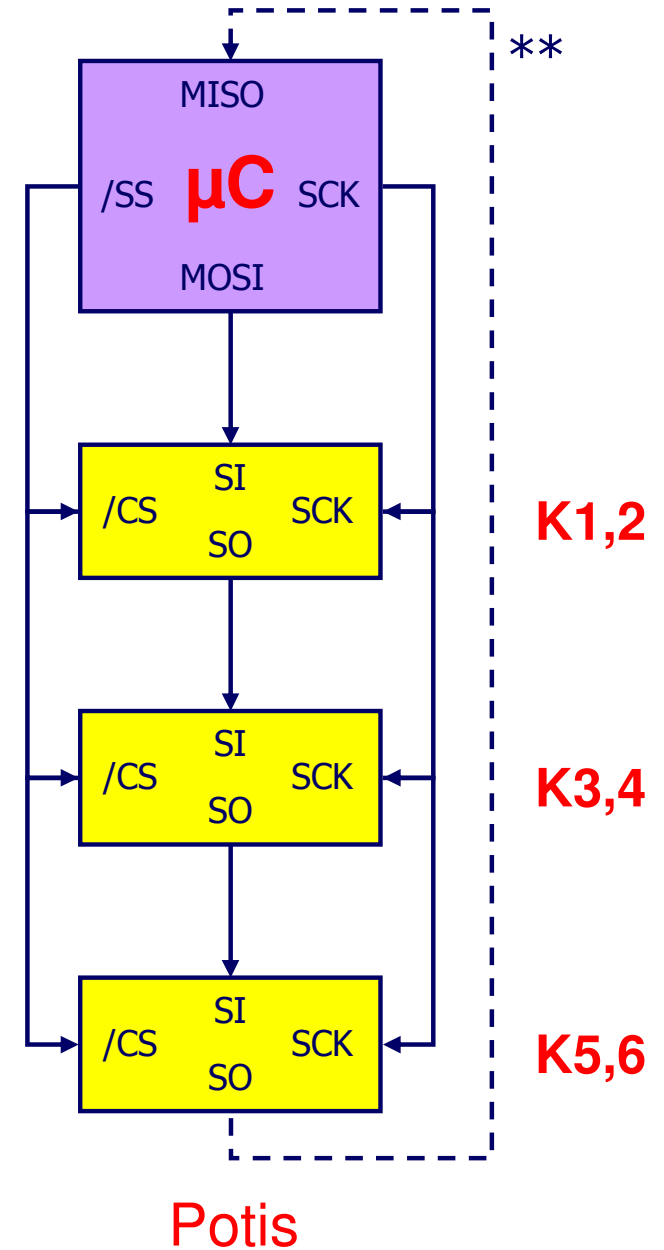 **
MISO
/SS µC SCK
MOSI
SI
/CS SCK
SO
K1,2
SI
/CS SCK
SO
K3,4
SI
/CS SCK
SO
K5,6
Potis